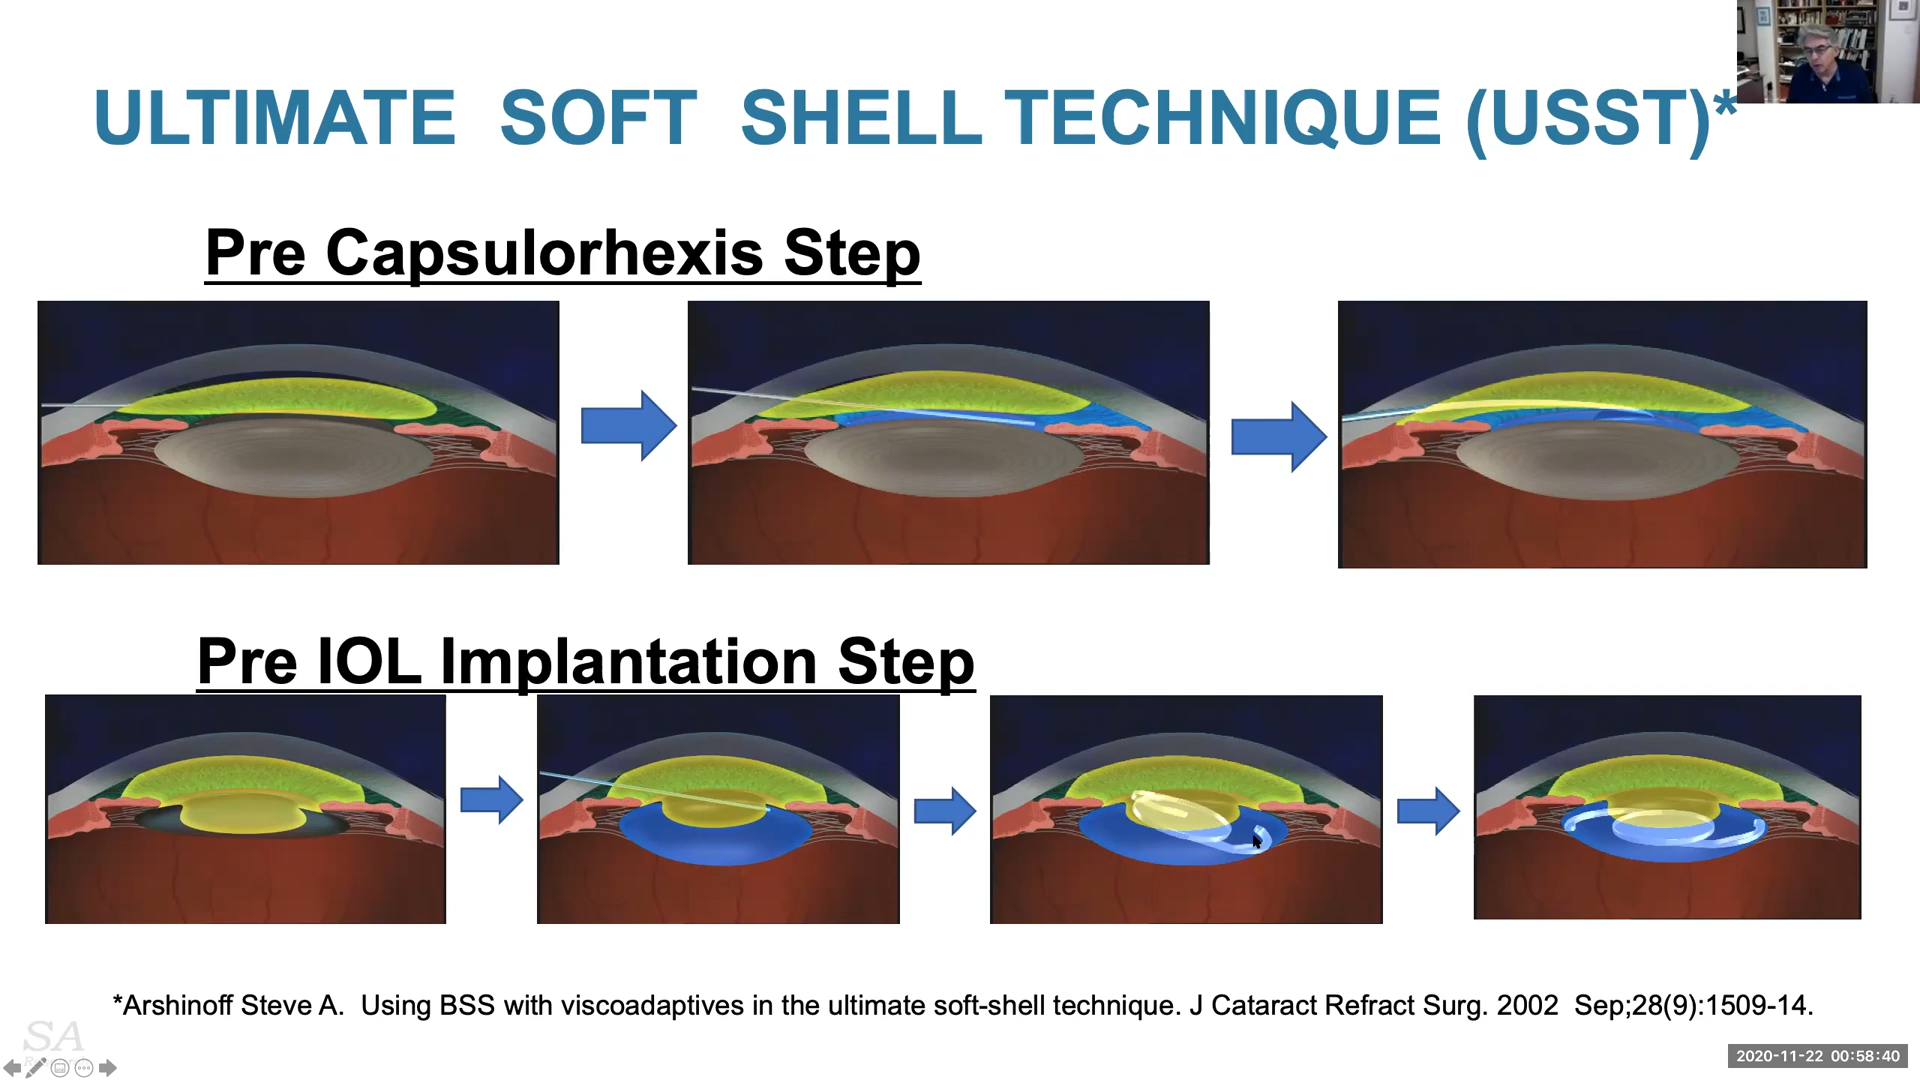 ULTIMATE SOFT SHELL TECHNIQUE (USST)*
Pre Capsulorhexis Step
Pre IOL Implantation Step
*Arshinoff Steve A. Using BSS with viscoadaptives in the ultimate soft-shell technique. J Cataract Refract Surg. 2002 Sep;28(9):1509-14.
SA
2020-11-22 00:58:40